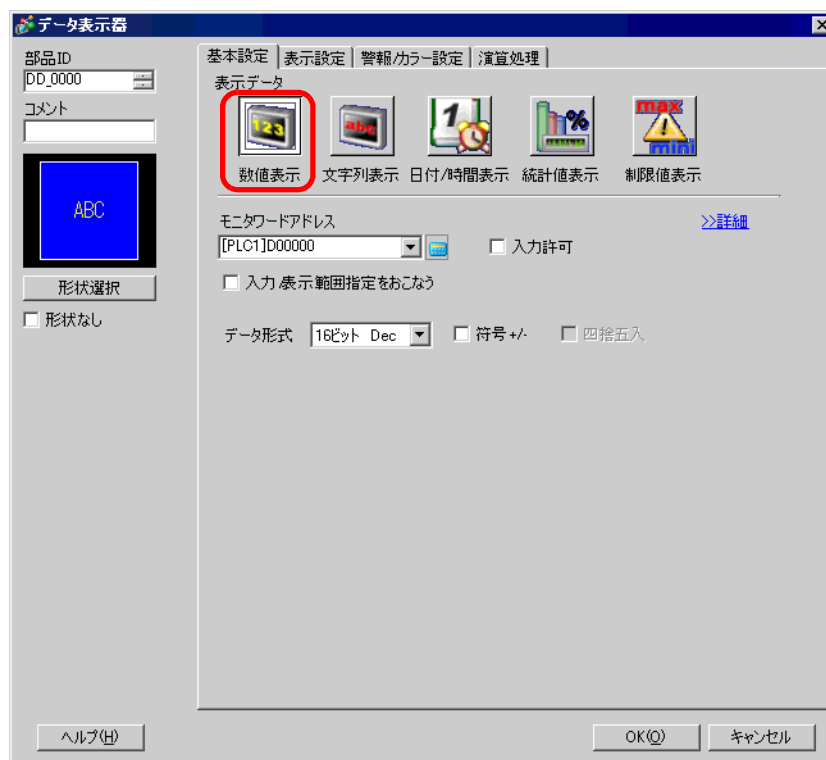 データ表示器
部品ID
DD_0000
コメント
ABC
形状選択
形状なし
基本設定 表示設定 警報/カラー設定 演算処理
表示データ
123 abc 1 % max mini
数値表示 文字列表示 日付/時間表示 統計値表示 制限値表示
モニタワードアドレス
>>詳細
[PLC1]D00000 入力許可
入力/表示範囲指定をおこなう
データ形式 16ビット Dec 符号+/- 四捨五入
ヘルプ(H) OK(O) キャンセル